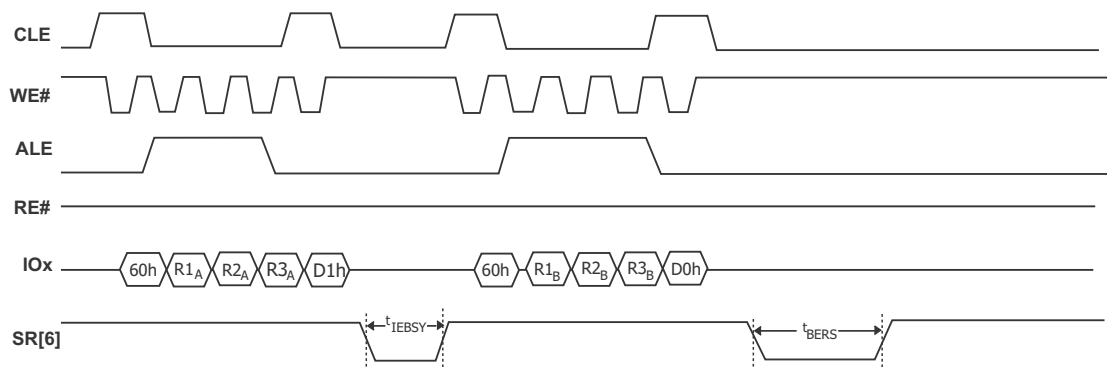 CLE
WE#
ALE
RE#
IOx 60h R1A R2A R3A D1h 60h R1B R2B R3B D0h
SR[6] tIEBSY tBERS